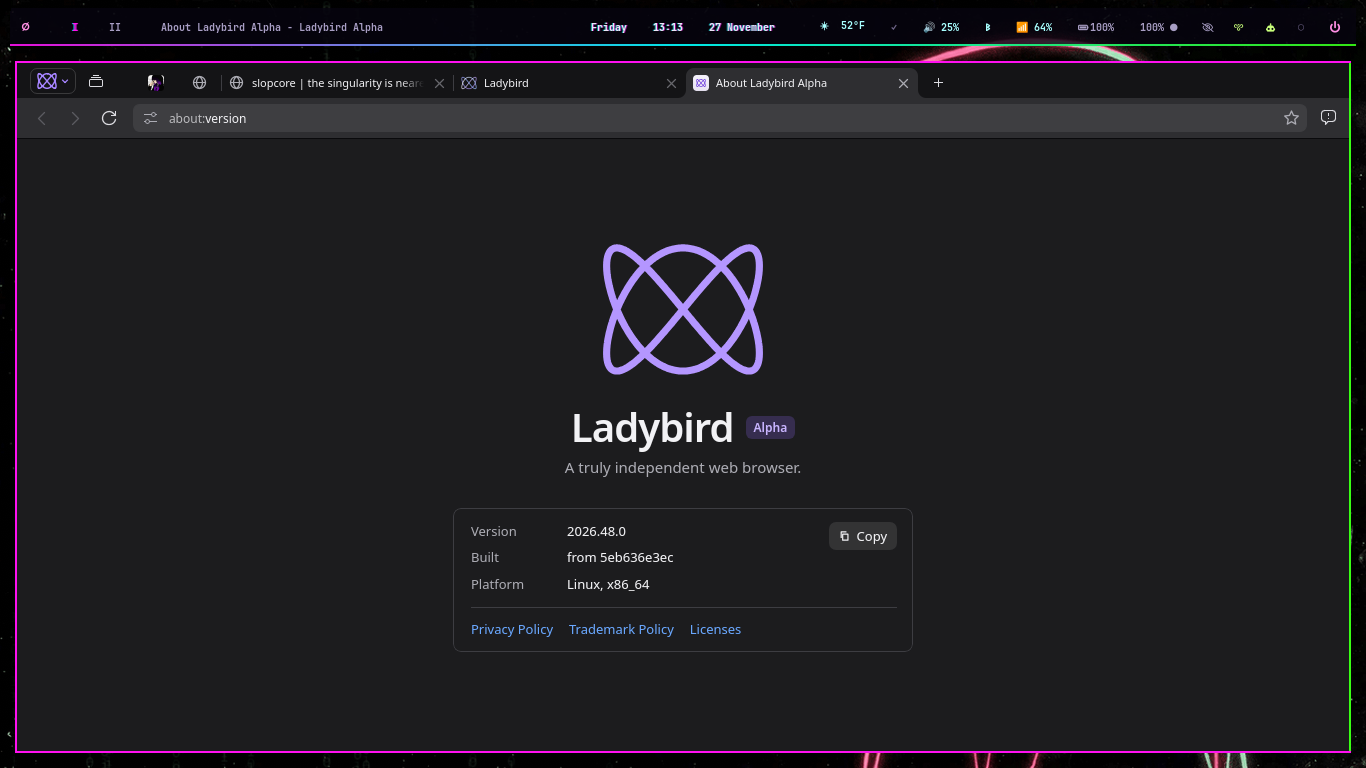 Ø I II About Ladybird Alpha - Ladybird Alpha Friday 13:13 27 November 52°F 25% 64% 100% 100%
slopcore | the singularity is near
Ladybird
About Ladybird Alpha
about:version
Ladybird Alpha
A truly independent web browser.
Version 2026.48.0
Copy
Built from 5eb636e3ec
Platform Linux, x86_64
Privacy Policy Trademark Policy Licenses